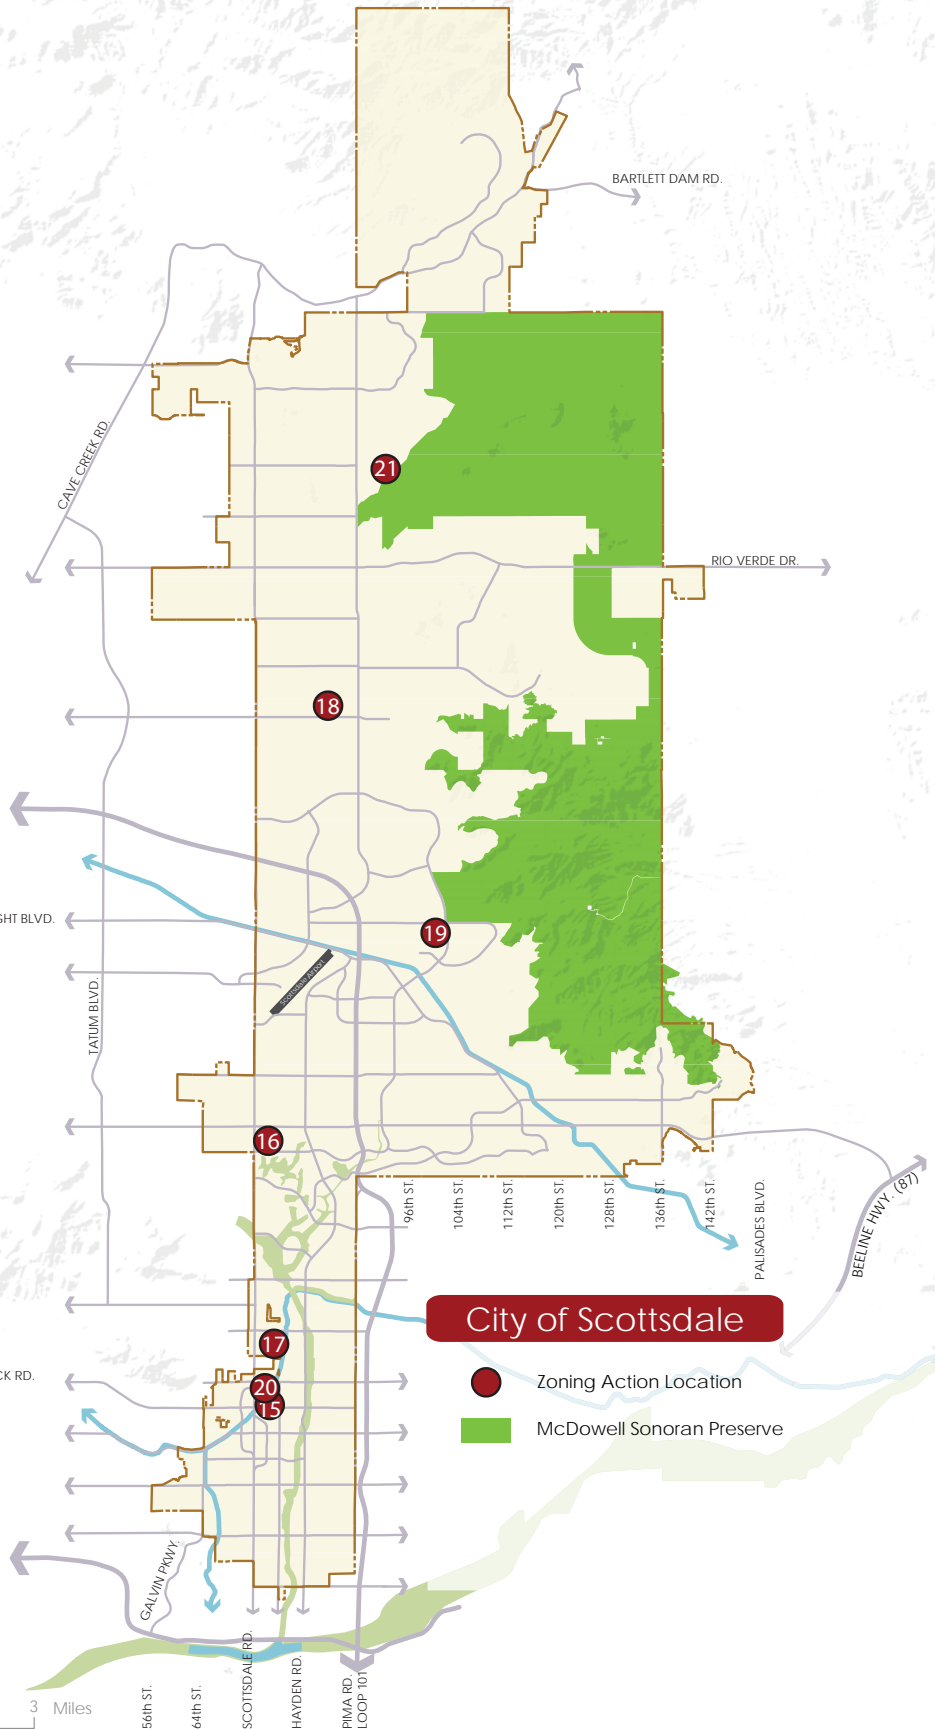 BARTLETT DAM RD.
CAVE CREEK RD.
21
RIO VERDE DR.
18
GHT BLVD.
19
Scottsdale Airport
TATUM BLVD.
16
96th ST.
104th ST.
112th ST.
120th ST.
128th ST.
136th ST.
142th ST.
PALISADES BLVD.
BEELINE HWY. (87)
City of Scottsdale
17
CK RD.
20
15
Zoning Action Location
McDowell Sonoran Preserve
GALVIN PKWY.
56th ST.
64th ST.
SCOTTSDALE RD.
HAYDEN RD.
PIMA RD.
LOOP 101
3 Miles